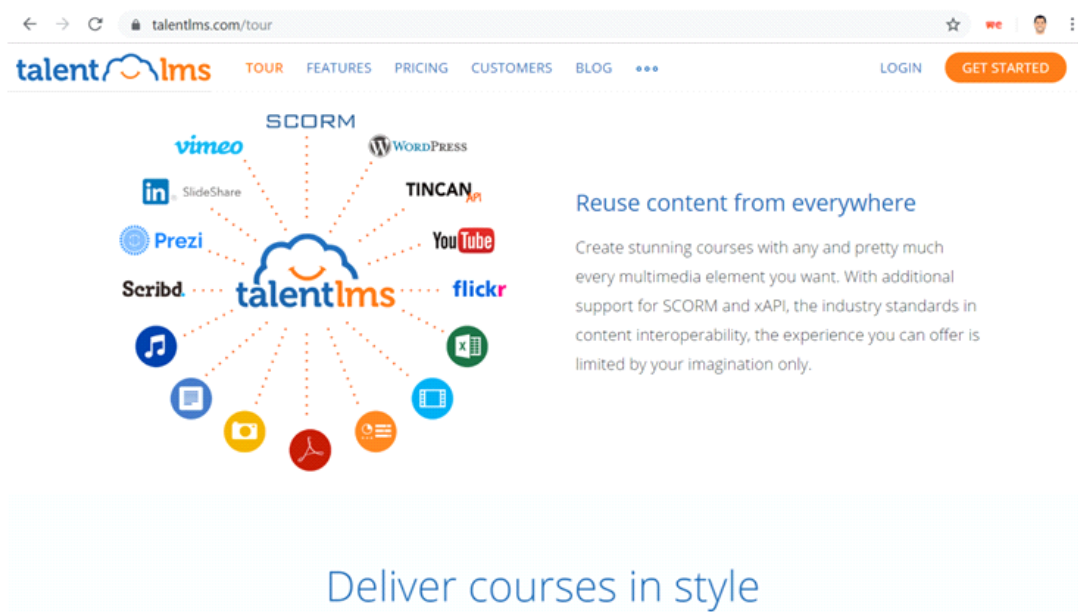 talentlms.com/tour
talentlms TOUR FEATURES PRICING CUSTOMERS BLOG LOGIN GET STARTED
SCORM
vimeo
WORDPRESS
in SlideShare
TINCAN API
Prezi
YouTube
Scribd.
talentlms
flickr
Reuse content from everywhere
Create stunning courses with any and pretty much
every multimedia element you want. With additional
support for SCORM and xAPI, the industry standards in
content interoperability, the experience you can offer is
limited by your imagination only.
Deliver courses in style